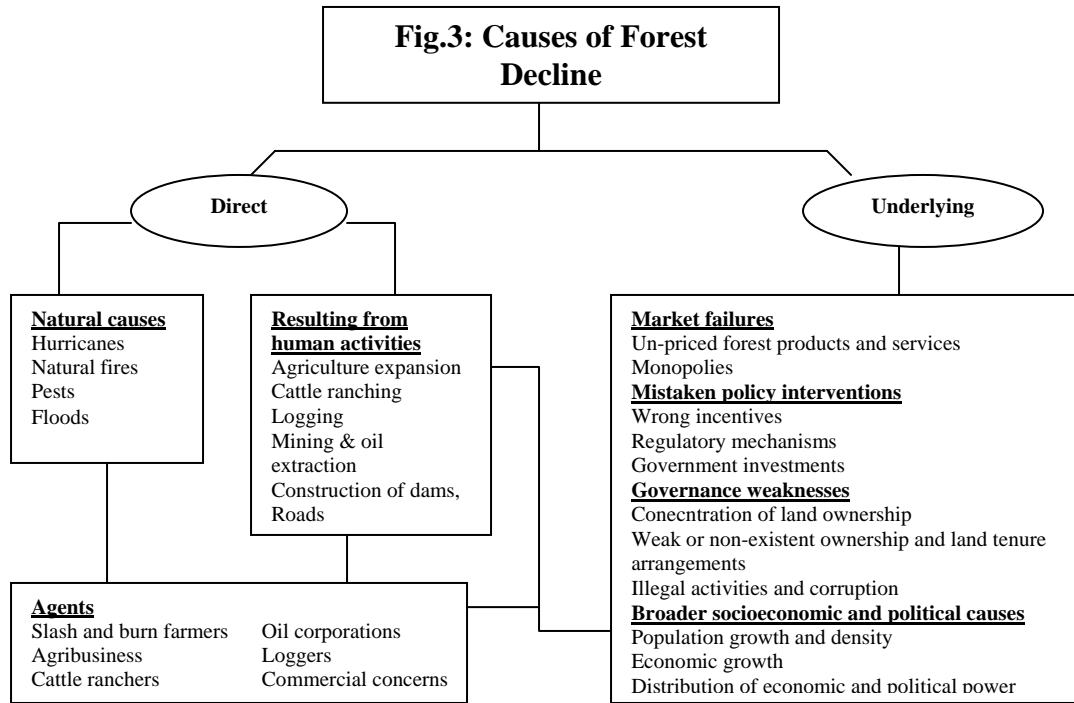 Fig.3: Causes of Forest
Decline
Direct
Underlying
Natural causes
Hurricanes
Natural fires
Pests
Floods
Resulting from
human activities
Agriculture expansion
Cattle ranching
Logging
Mining & oil
extraction
Construction of dams,
Roads
Market failures
Un-priced forest products and services
Monopolies
Mistaken policy interventions
Wrong incentives
Regulatory mechanisms
Government investments
Governance weaknesses
Conecntration of land ownership
Weak or non-existent ownership and land tenure
arrangements
Illegal activities and corruption
Broader socioeconomic and political causes
Population growth and density
Economic growth
Distribution of economic and political power
Agents
Slash and burn farmers
Agribusiness
Cattle ranchers
Oil corporations
Loggers
Commercial concerns